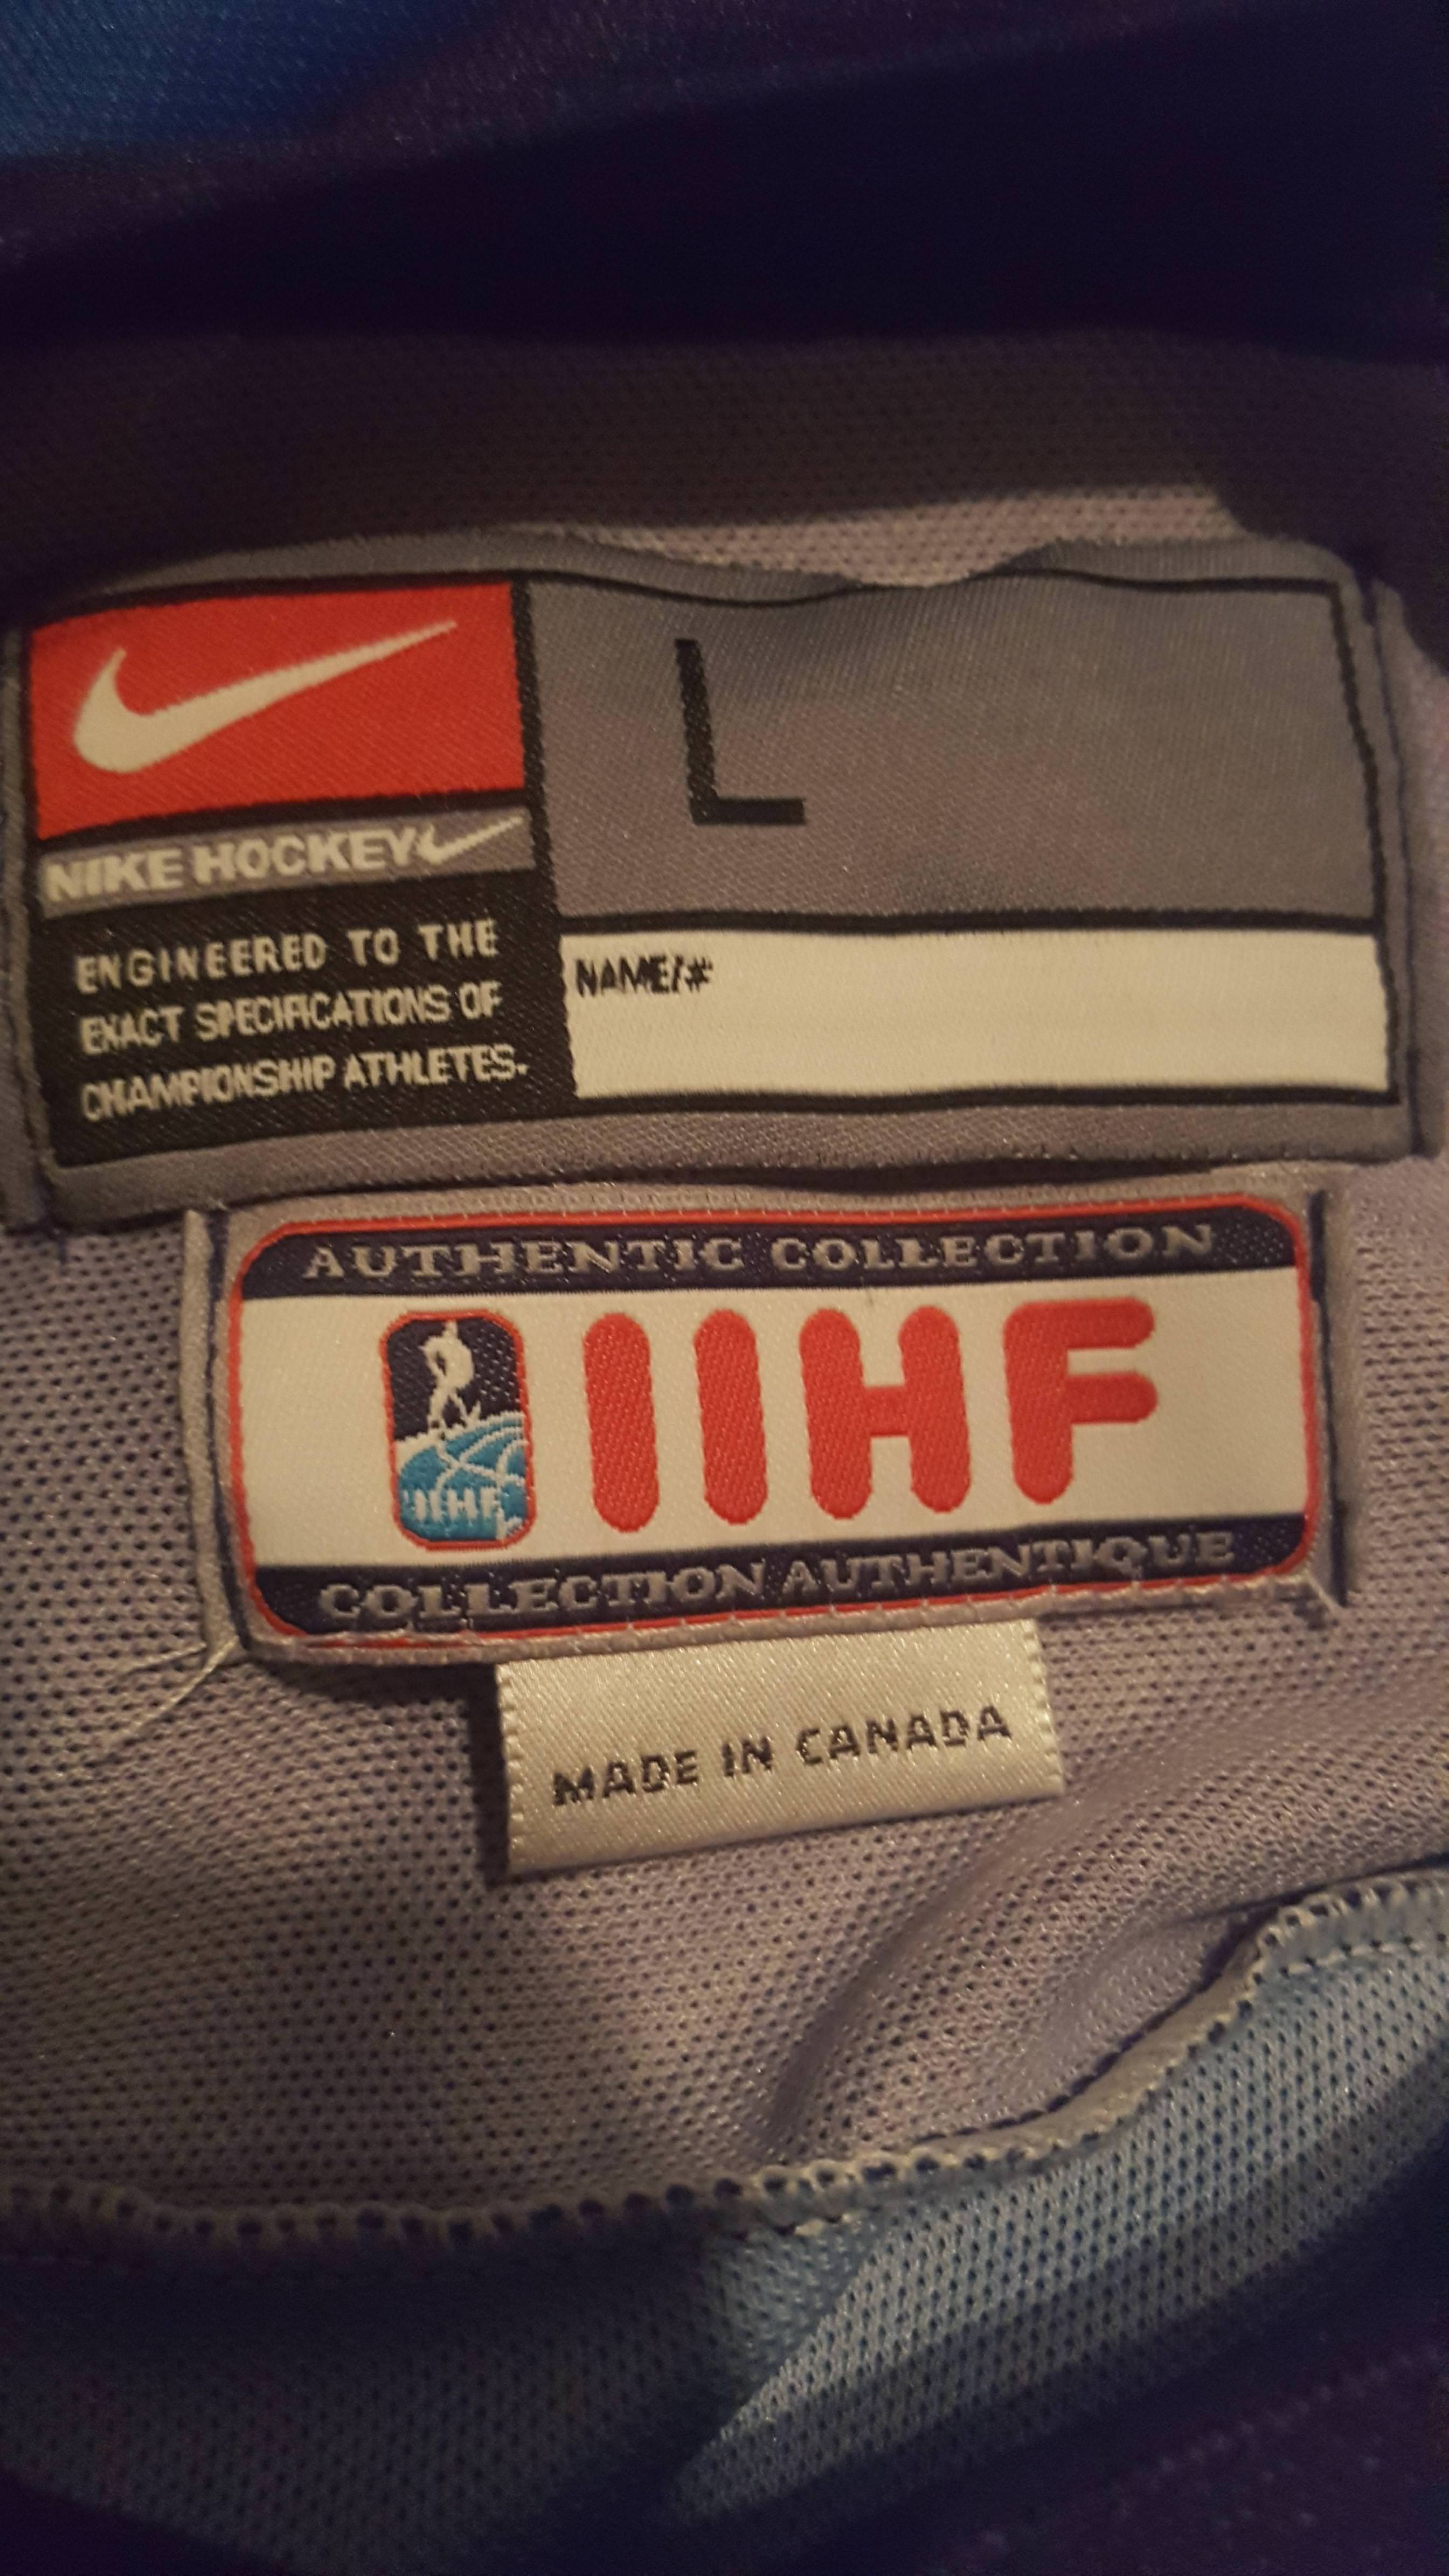 L
NIKE HOCKEY
ENGINEERED TO THE
EXACT SPECIFICATIONS OF
CHAMPIONSHIP ATHLETES.
NAME/#
AUTHENTIC COLLECTION
IIHF
IIHF
COLLECTION AUTHENTIQUE
MADE IN CANADA